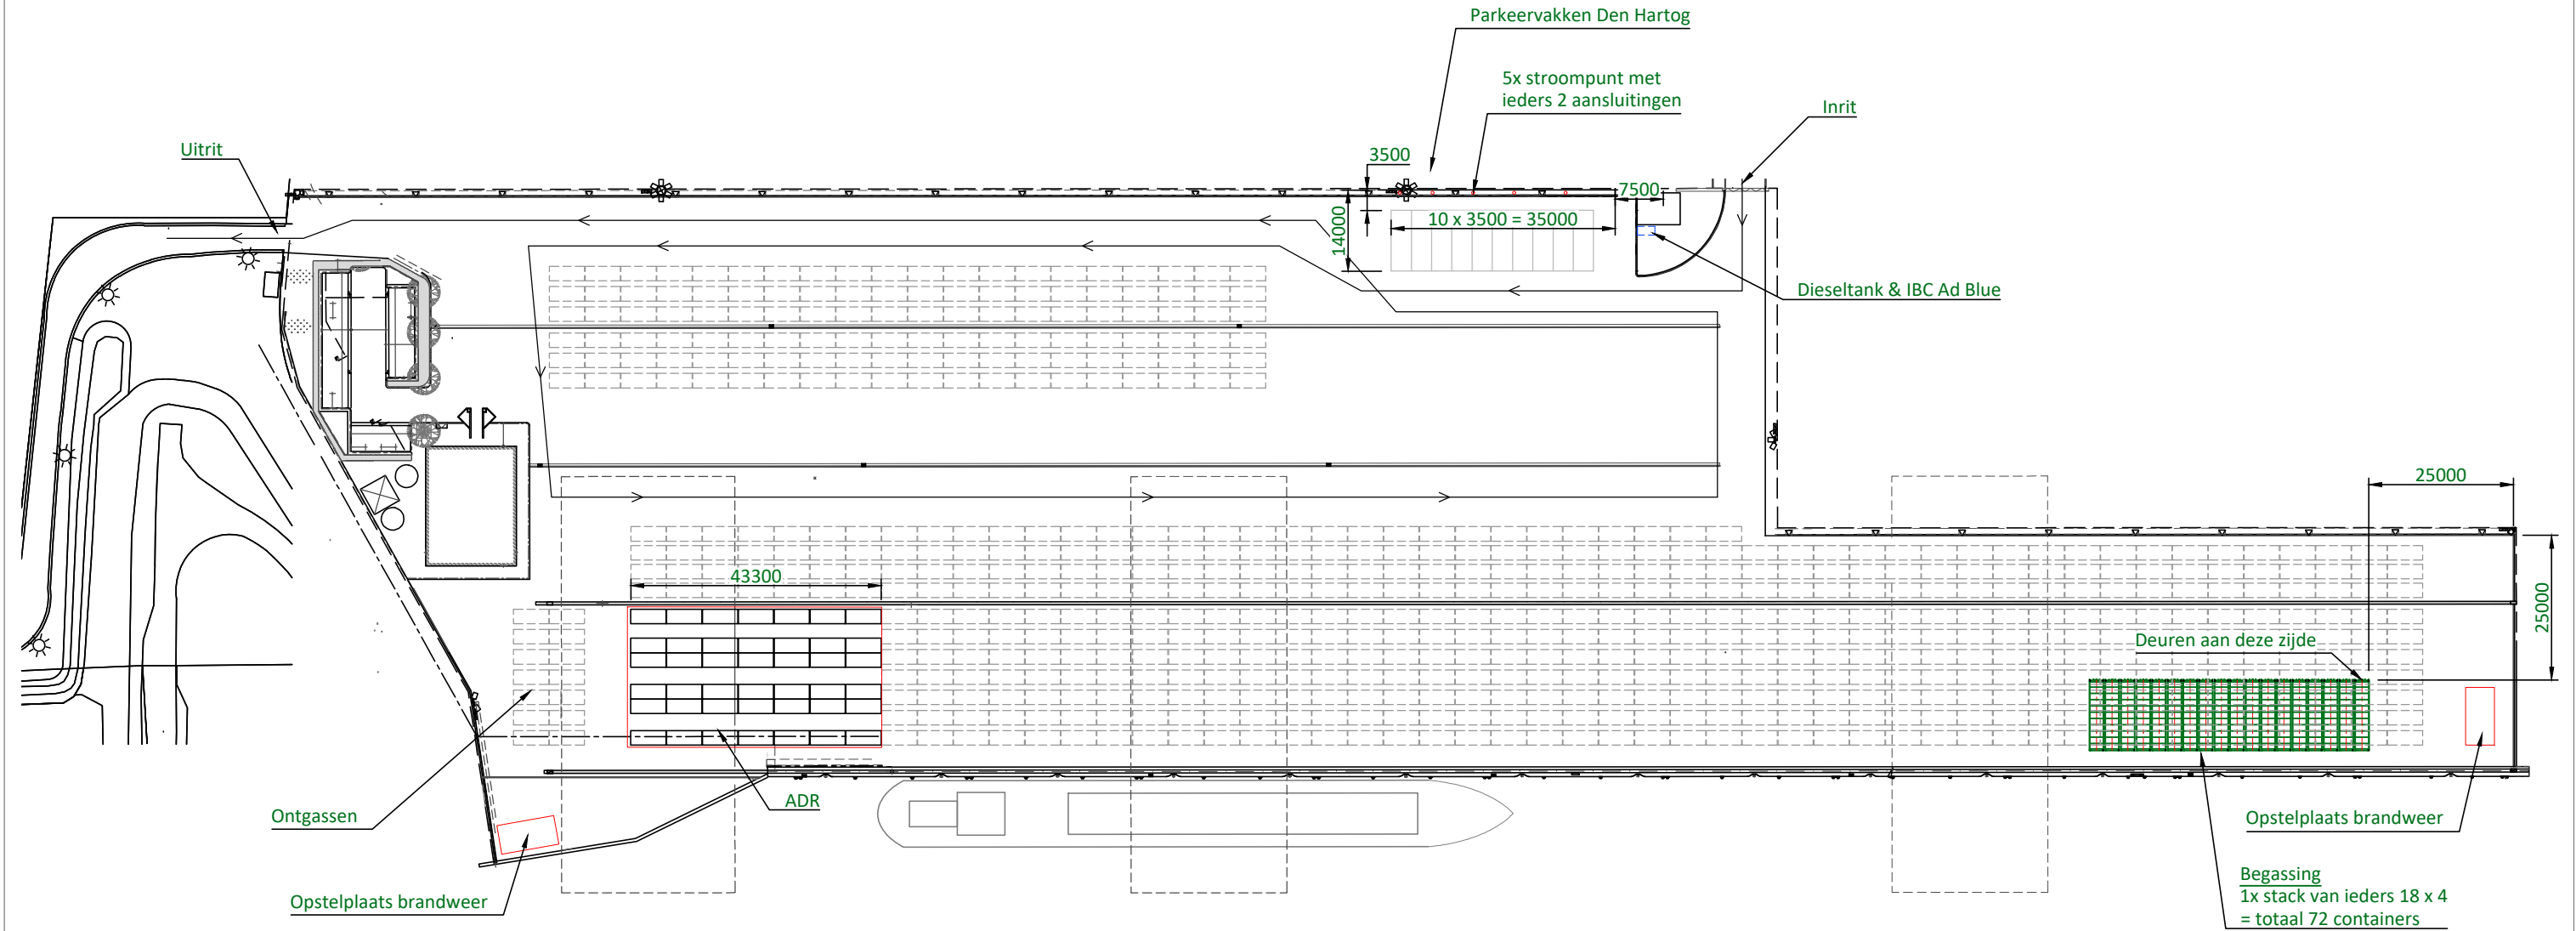 Parkeervakken Den Hartog
5x stroompunt met
ieders 2 aansluitingen
Inrit
Uitrit
3500
7500
14000
10 x 3500 = 35000
Dieseltank & IBC Ad Blue
25000
43300
25000
Deuren aan deze zijde
ADR
Ontgassen
Opstelplaats brandweer
Opstelplaats brandweer
Begassing
1x stack van ieders 18 x 4
= totaal 72 containers